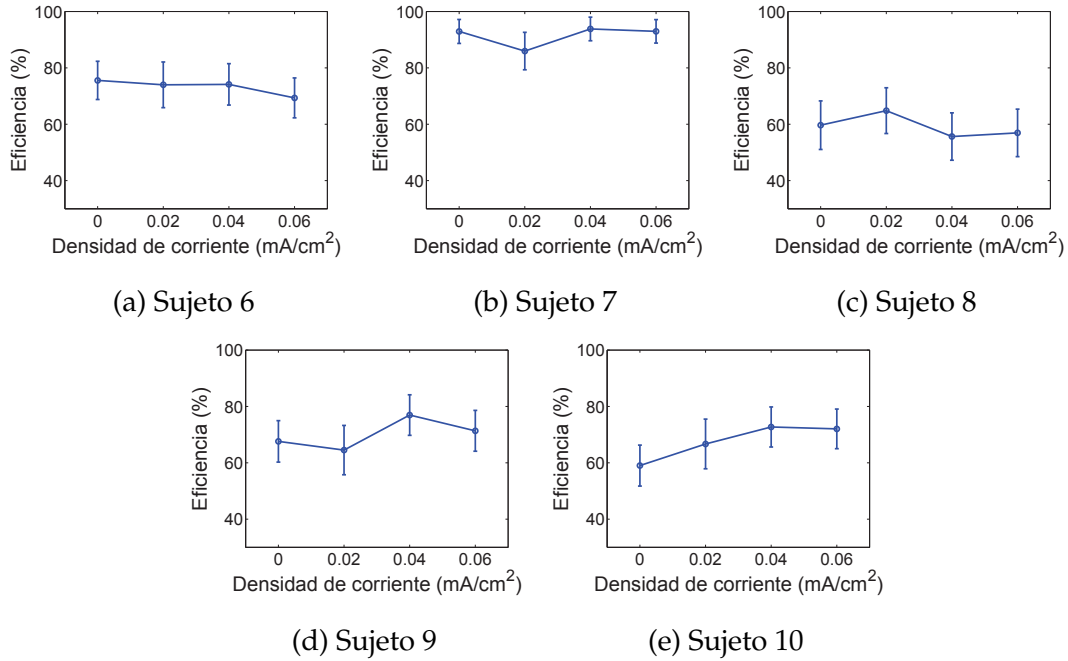 100
80
60
40
Eficiencia (%)
0 0.02 0.04 0.06
Densidad de corriente (mA/cm²)
(a) Sujeto 6
100
80
60
40
Eficiencia (%)
0 0.02 0.04 0.06
Densidad de corriente (mA/cm²)
(b) Sujeto 7
100
80
60
40
Eficiencia (%)
0 0.02 0.04 0.06
Densidad de corriente (mA/cm²)
(c) Sujeto 8
100
80
60
40
Eficiencia (%)
0 0.02 0.04 0.06
Densidad de corriente (mA/cm²)
(d) Sujeto 9
100
80
60
40
Eficiencia (%)
0 0.02 0.04 0.06
Densidad de corriente (mA/cm²)
(e) Sujeto 10